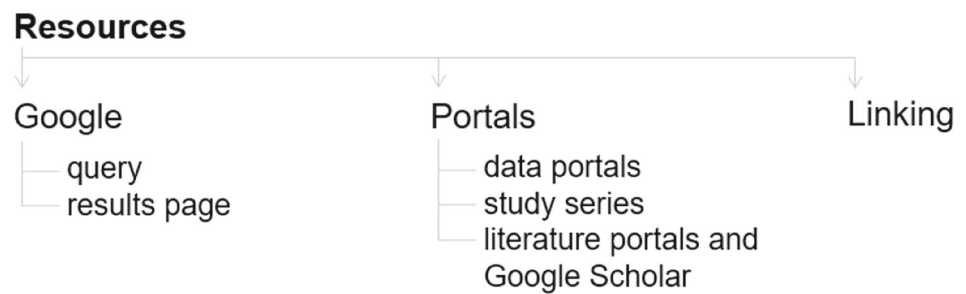 Resources
Google
query
results page
Portals
data portals
study series
literature portals and
Google Scholar
Linking